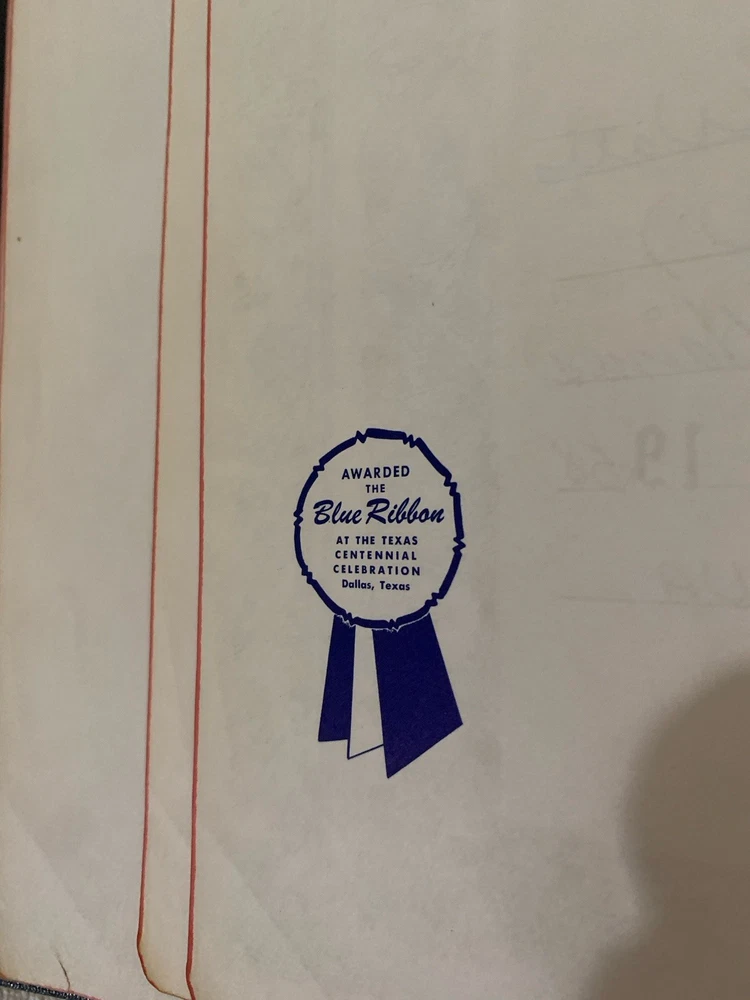 AWARDED
THE
Blue Ribbon
AT THE TEXAS
CENTENNIAL
CELEBRATION
Dallas, Texas